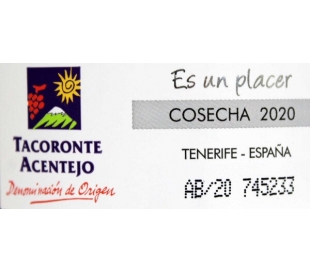 Es un placer
COSECHA 2020
TACORONTE
ACENTEJO
Denominación de Origen
TENERIFE - ESPAÑA
AB/20 745233